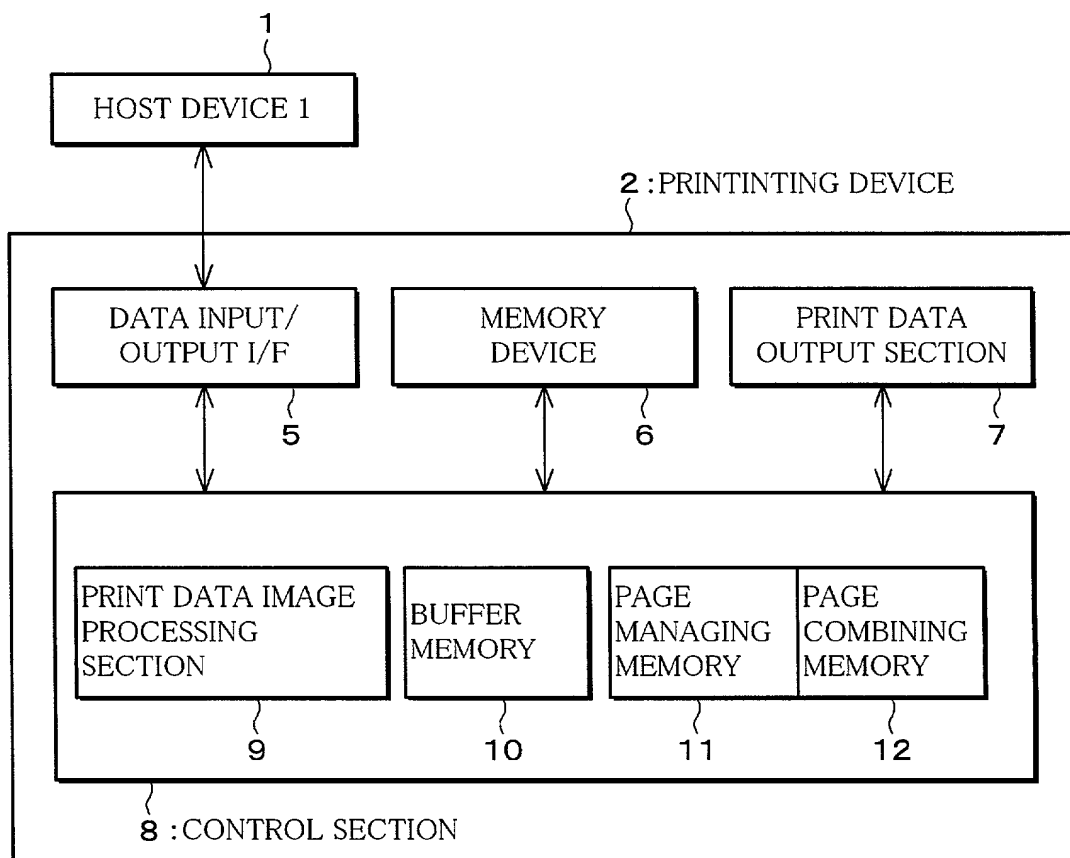 1
HOST DEVICE 1
2 : PRINTINTING DEVICE
DATA INPUT/
OUTPUT I/F
MEMORY
DEVICE
PRINT DATA
OUTPUT SECTION
5
6
7
PRINT DATA IMAGE
PROCESSING
SECTION
BUFFER
MEMORY
PAGE
MANAGING
MEMORY
PAGE
COMBINING
MEMORY
9
10
11
12
8 : CONTROL SECTION